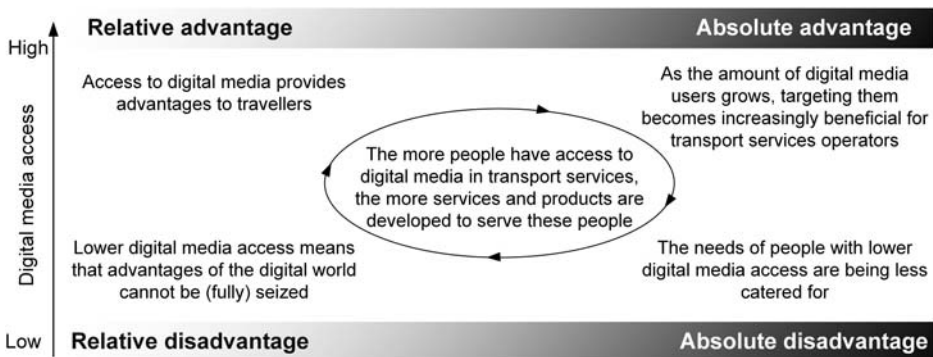 Relative advantage
Absolute advantage
High
Access to digital media provides
advantages to travellers
As the amount of digital media
users grows, targeting them
becomes increasingly beneficial for
transport services operators
Digital media access
The more people have access to
digital media in transport services,
the more services and products are
developed to serve these people
Lower digital media access means
that advantages of the digital world
cannot be (fully) seized
The needs of people with lower
digital media access are being less
catered for
Low
Relative disadvantage
Absolute disadvantage